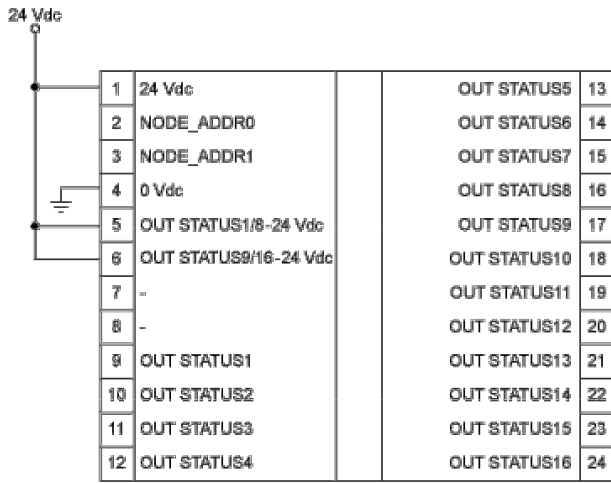 24 Vdc
1 24 Vdc OUT STATUS5 13
2 NODE_ADDR0 OUT STATUS6 14
3 NODE_ADDR1 OUT STATUS7 15
4 0 Vdc OUT STATUS8 16
5 OUT STATUS1/8-24 Vdc OUT STATUS9 17
6 OUT STATUS9/16-24 Vdc OUT STATUS10 18
7 - OUT STATUS11 19
8 - OUT STATUS12 20
9 OUT STATUS1 OUT STATUS13 21
10 OUT STATUS2 OUT STATUS14 22
11 OUT STATUS3 OUT STATUS15 23
12 OUT STATUS4 OUT STATUS16 24